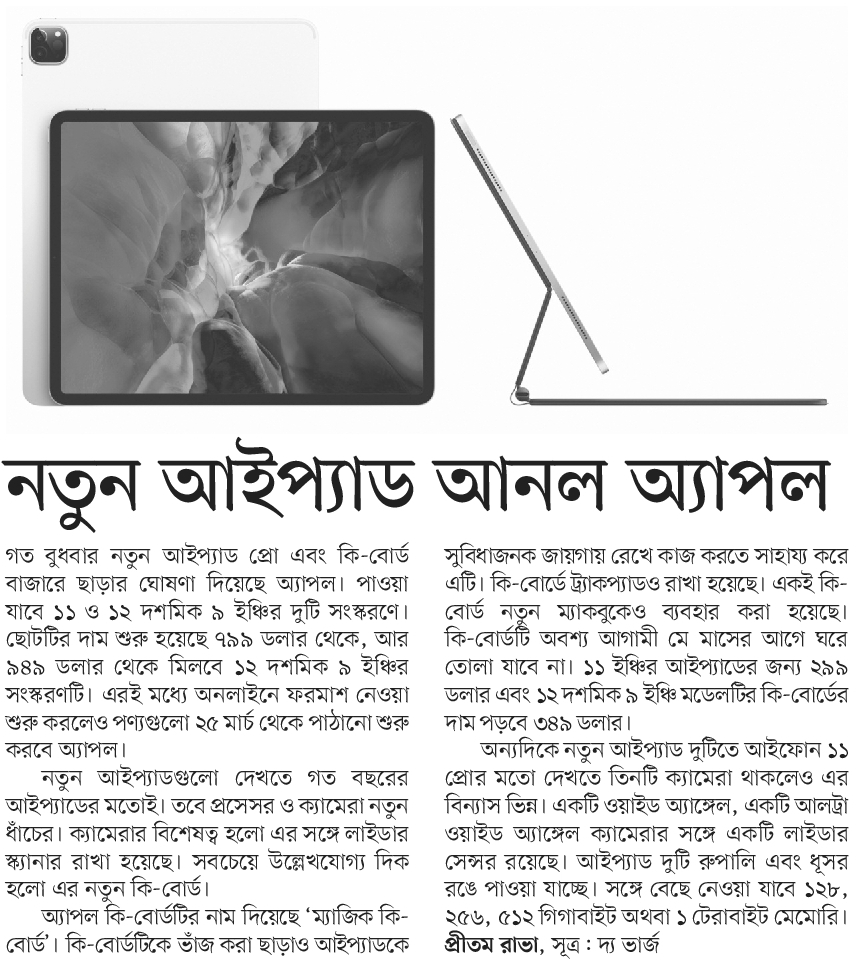 নতুন আইপ্যাড আনল অ্যাপল
গত বুধবার নতুন আইপ্যাড প্রো এবং কি-বোর্ড
বাজারে ছাড়ার ঘোষণা দিয়েছে অ্যাপল। পাওয়া
যাবে ১১ ও ১২ দশমিক ৯ ইঞ্চির দুটি সংস্করণে।
ছোটটির দাম শুরু হয়েছে ৭৯৯ ডলার থেকে, আর
৯৪৯ ডলার থেকে মিলবে ১২ দশমিক ৯ ইঞ্চির
সংস্করণটি। এরই মধ্যে অনলাইনে ফরমাশ নেওয়া
শুরু করলেও পণ্যগুলো ২৫ মার্চ থেকে পাঠানো শুরু
করবে অ্যাপল।
নতুন আইপ্যাডগুলো দেখতে গত বছরের
আইপ্যাডের মতোই। তবে প্রসেসর ও ক্যামেরা নতুন
ধাঁচের। ক্যামেরার বিশেষত্ব হলো এর সঙ্গে লাইডার
স্ক্যানার রাখা হয়েছে। সবচেয়ে উল্লেখযোগ্য দিক
হলো এর নতুন কি-বোর্ড।
অ্যাপল কি-বোর্ডটির নাম দিয়েছে ‘ম্যাজিক কি-
বোর্ড’। কি-বোর্ডটিকে ভাঁজ করা ছাড়াও আইপ্যাডকে
সুবিধাজনক জায়গায় রেখে কাজ করতে সাহায্য করে
এটি। কি-বোর্ডে ট্র্যাকপ্যাডও রাখা হয়েছে। একই কি-
বোর্ড নতুন ম্যাকবুকেও ব্যবহার করা হয়েছে।
কি-বোর্ডটি অবশ্য আগামী মে মাসের আগে ঘরে
তোলা যাবে না। ১১ ইঞ্চির আইপ্যাডের জন্য ২৯৯
ডলার এবং ১২ দশমিক ৯ ইঞ্চি মডেলটির কি-বোর্ডের
দাম পড়বে ৩৪৯ ডলার।
অন্যদিকে নতুন আইপ্যাড দুটিতে আইফোন ১১
প্রোর মতো দেখতে তিনটি ক্যামেরা থাকলেও এর
বিন্যাস ভিন্ন। একটি ওয়াইড অ্যাঙ্গেল, একটি আলট্রা
ওয়াইড অ্যাঙ্গেল ক্যামেরার সঙ্গে একটি লাইডার
সেন্সর রয়েছে। আইপ্যাড দুটি রুপালি এবং ধূসর
রঙে পাওয়া যাচ্ছে। সঙ্গে বেছে নেওয়া যাবে ১২৮,
২৫৬, ৫১২ গিগাবাইট অথবা ১ টেরাবাইট মেমোরি।
প্রীতম রাভা, সূত্র : দ্য ভার্জ